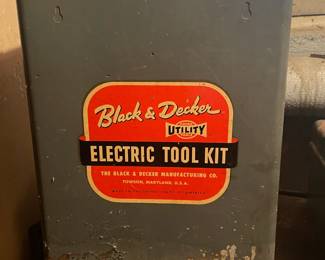 Black & Decker
UTILITY
ELECTRIC TOOL KIT
THE BLACK & DECKER MANUFACTURING CO.
TOWSON, MARYLAND, U.S.A.